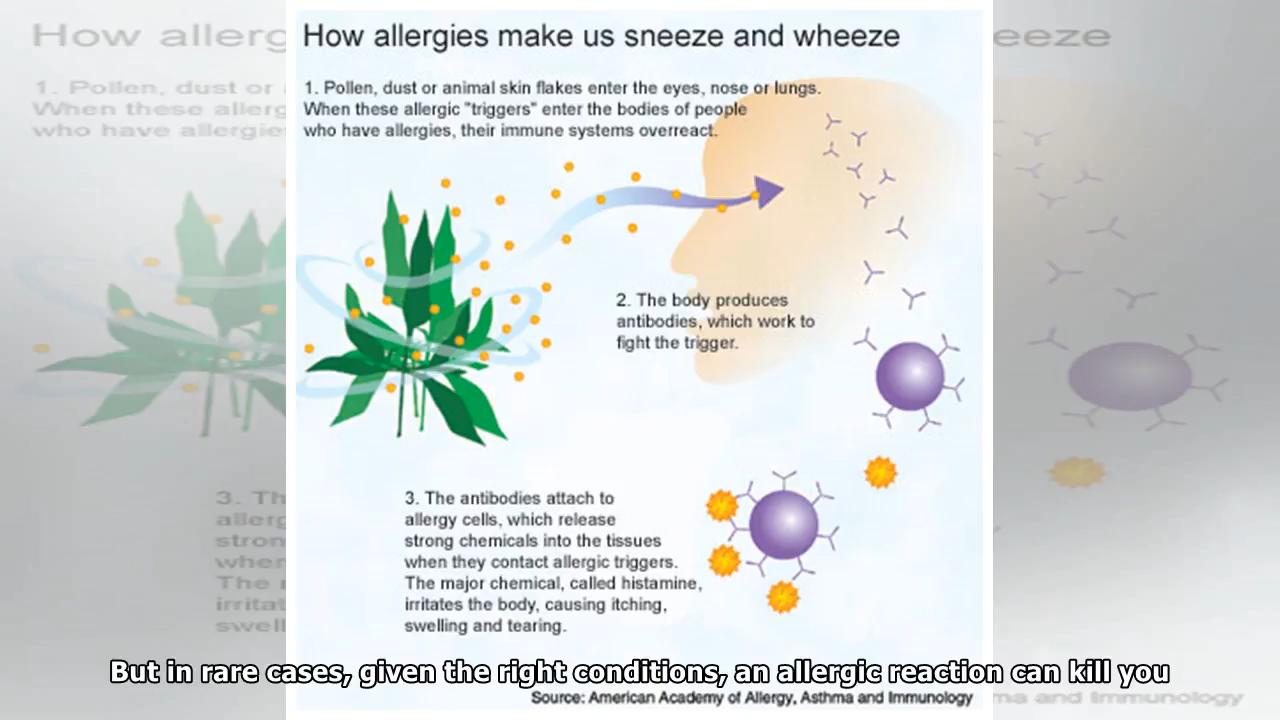 How allergies make us sneeze and wheeze
1. Pollen, dust or animal skin flakes enter the eyes, nose or lungs.
When these allergic "triggers" enter the bodies of people
who have allergies, their immune systems overreact.
2. The body produces
antibodies, which work to
fight the trigger.
3. The antibodies attach to
allergy cells, which release
strong chemicals into the tissues
when they contact allergic triggers.
The major chemical, called histamine,
irritates the body, causing itching,
swelling and tearing.
But in rare cases, given the right conditions, an allergic reaction can kill you
Source: American Academy of Allergy, Asthma and Immunology